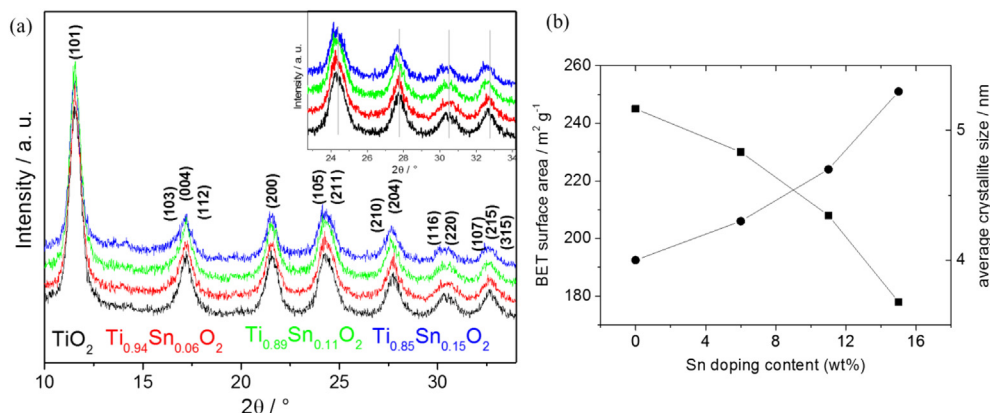 (a)
(101)
(103)
(004)
(112)
(200)
(105)
(211)
(210)
(204)
(116)
(220)
(107)
(215)
(315)
Intensity / a. u.
TiO2 Ti0.94Sn0.06O2 Ti0.89Sn0.11O2 Ti0.85Sn0.15O2
10 15 20 25 30
2θ / °
Intensity / a. u.
24 26 28 30 32 34
2θ / °
(b)
260
240
220
200
180
BET surface area / m2 g-1
5
4
average crystallite size / nm
0 4 8 12 16
Sn doping content (wt%)